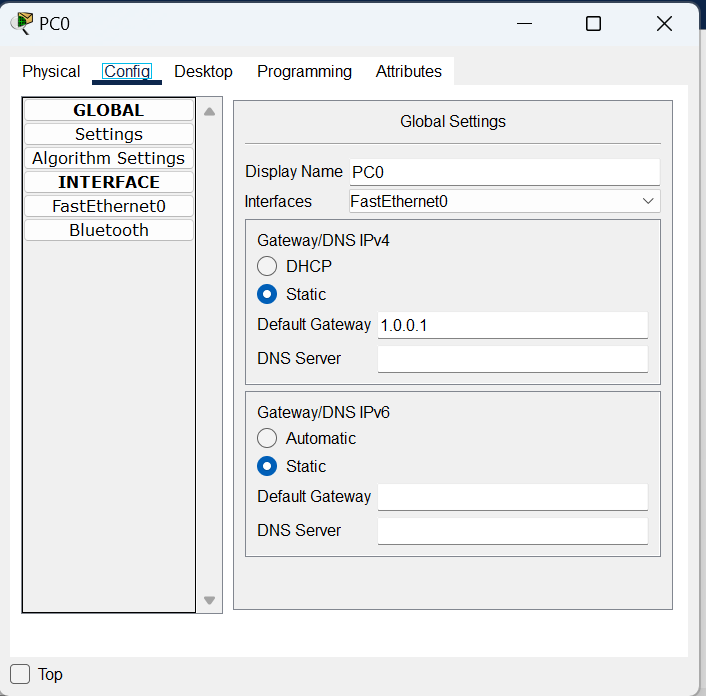 PC0
Physical Config Desktop Programming Attributes
GLOBAL
Settings
Algorithm Settings
INTERFACE
FastEthernet0
Bluetooth
Global Settings
Display Name PC0
Interfaces FastEthernet0
Gateway/DNS IPv4
DHCP
Static
Default Gateway 1.0.0.1
DNS Server
Gateway/DNS IPv6
Automatic
Static
Default Gateway
DNS Server
Top